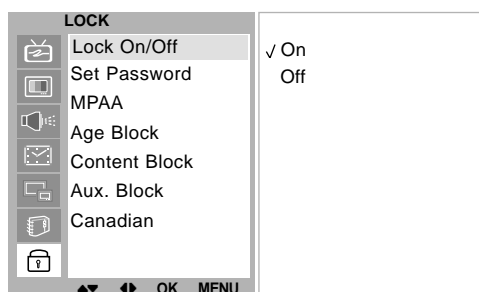 LOCK
Lock On/Off
Set Password
MPAA
Age Block
Content Block
Aux. Block
Canadian
OK MENU
√ On
Off